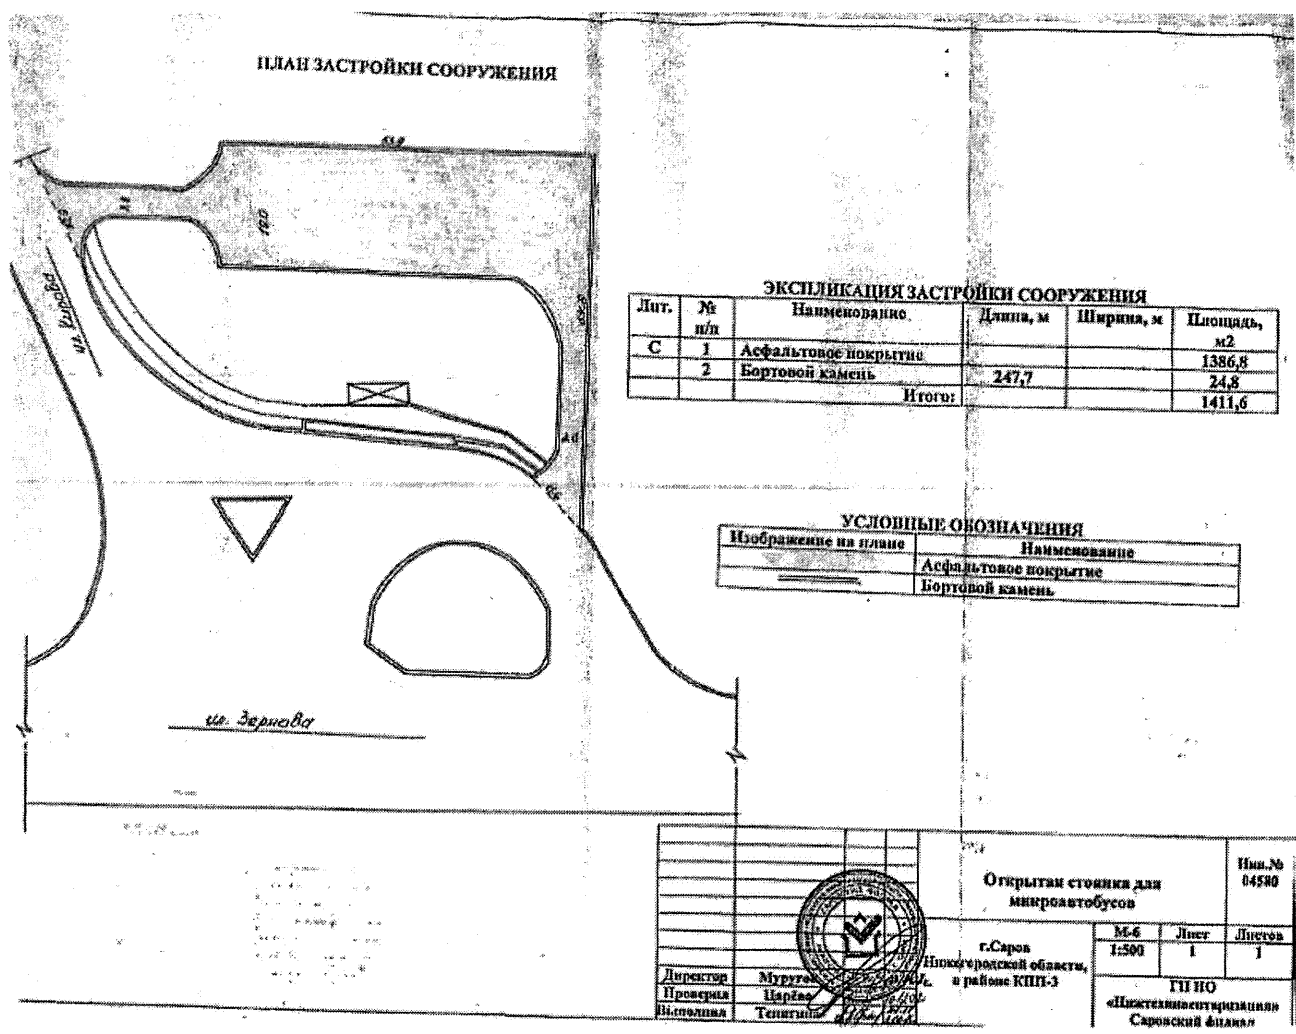 ПЛАН ЗАСТРОЙКИ СООРУЖЕНИЯ
ул. Кирова
ЭКСПЛИКАЦИЯ ЗАСТРОЙКИ СООРУЖЕНИЯ
Лит. № п/п Наименование Длина, м Ширина, м Площадь, м2
С 1 Асфальтовое покрытие 1386,8
2 Бортовой камень 247,7 24,8
Итого: 1411,6
УСЛОВНЫЕ ОБОЗНАЧЕНИЯ
Изображение на плане Наименование
Асфальтовое покрытие
Бортовой камень
ул. Зернова
Открытая стоянка для
микроавтобусов
Инв.№
04580
г.Саров
Нижегородской области,
в районе КПП-3
М-б Лист Листов
1:500 1 1
Директор
Проверил Царёва
Выполнил
ГП НО
«Нижтехинвентаризация»
Саровский филиал